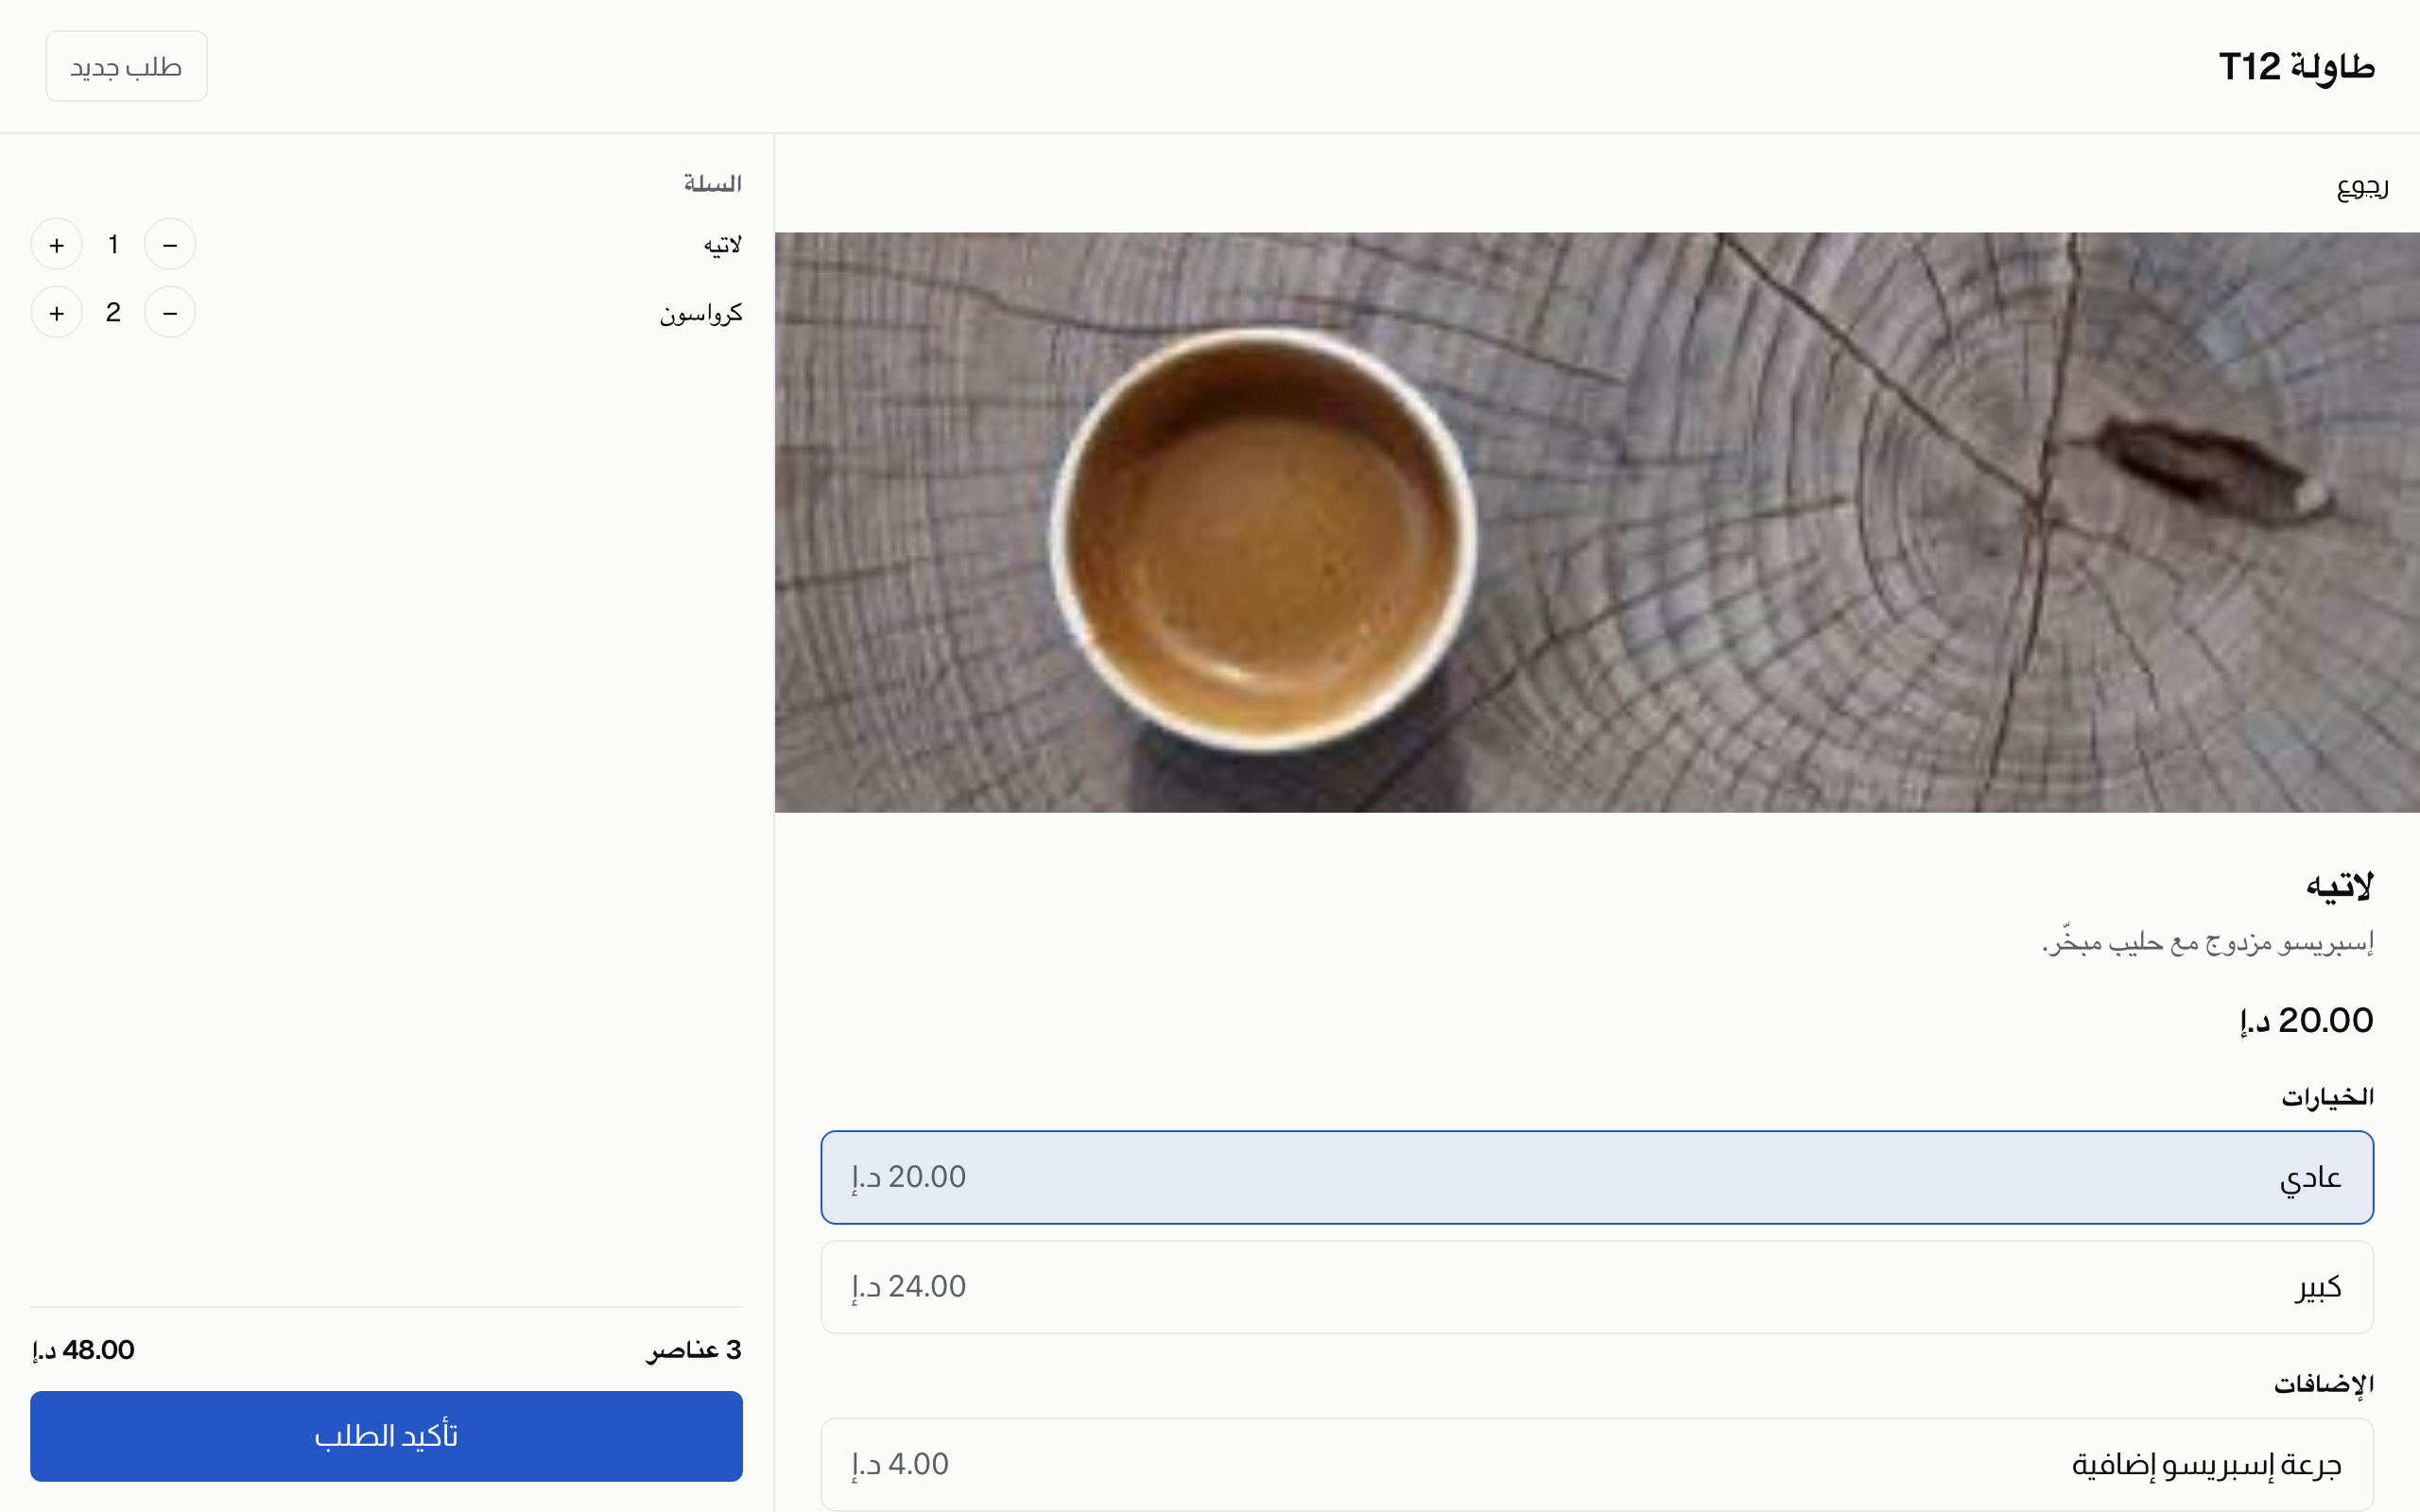 طاولة T12
طلب جديد
رجوع
لاتيه
إسبريسو مزدوج مع حليب مبخّر.
20.00 د.إ
الخيارات
عادي 20.00 د.إ
كبير 24.00 د.إ
الإضافات
جرعة إسبريسو إضافية 4.00 د.إ
السلة
لاتيه − 1 +
كرواسون − 2 +
3 عناصر 48.00 د.إ
تأكيد الطلب